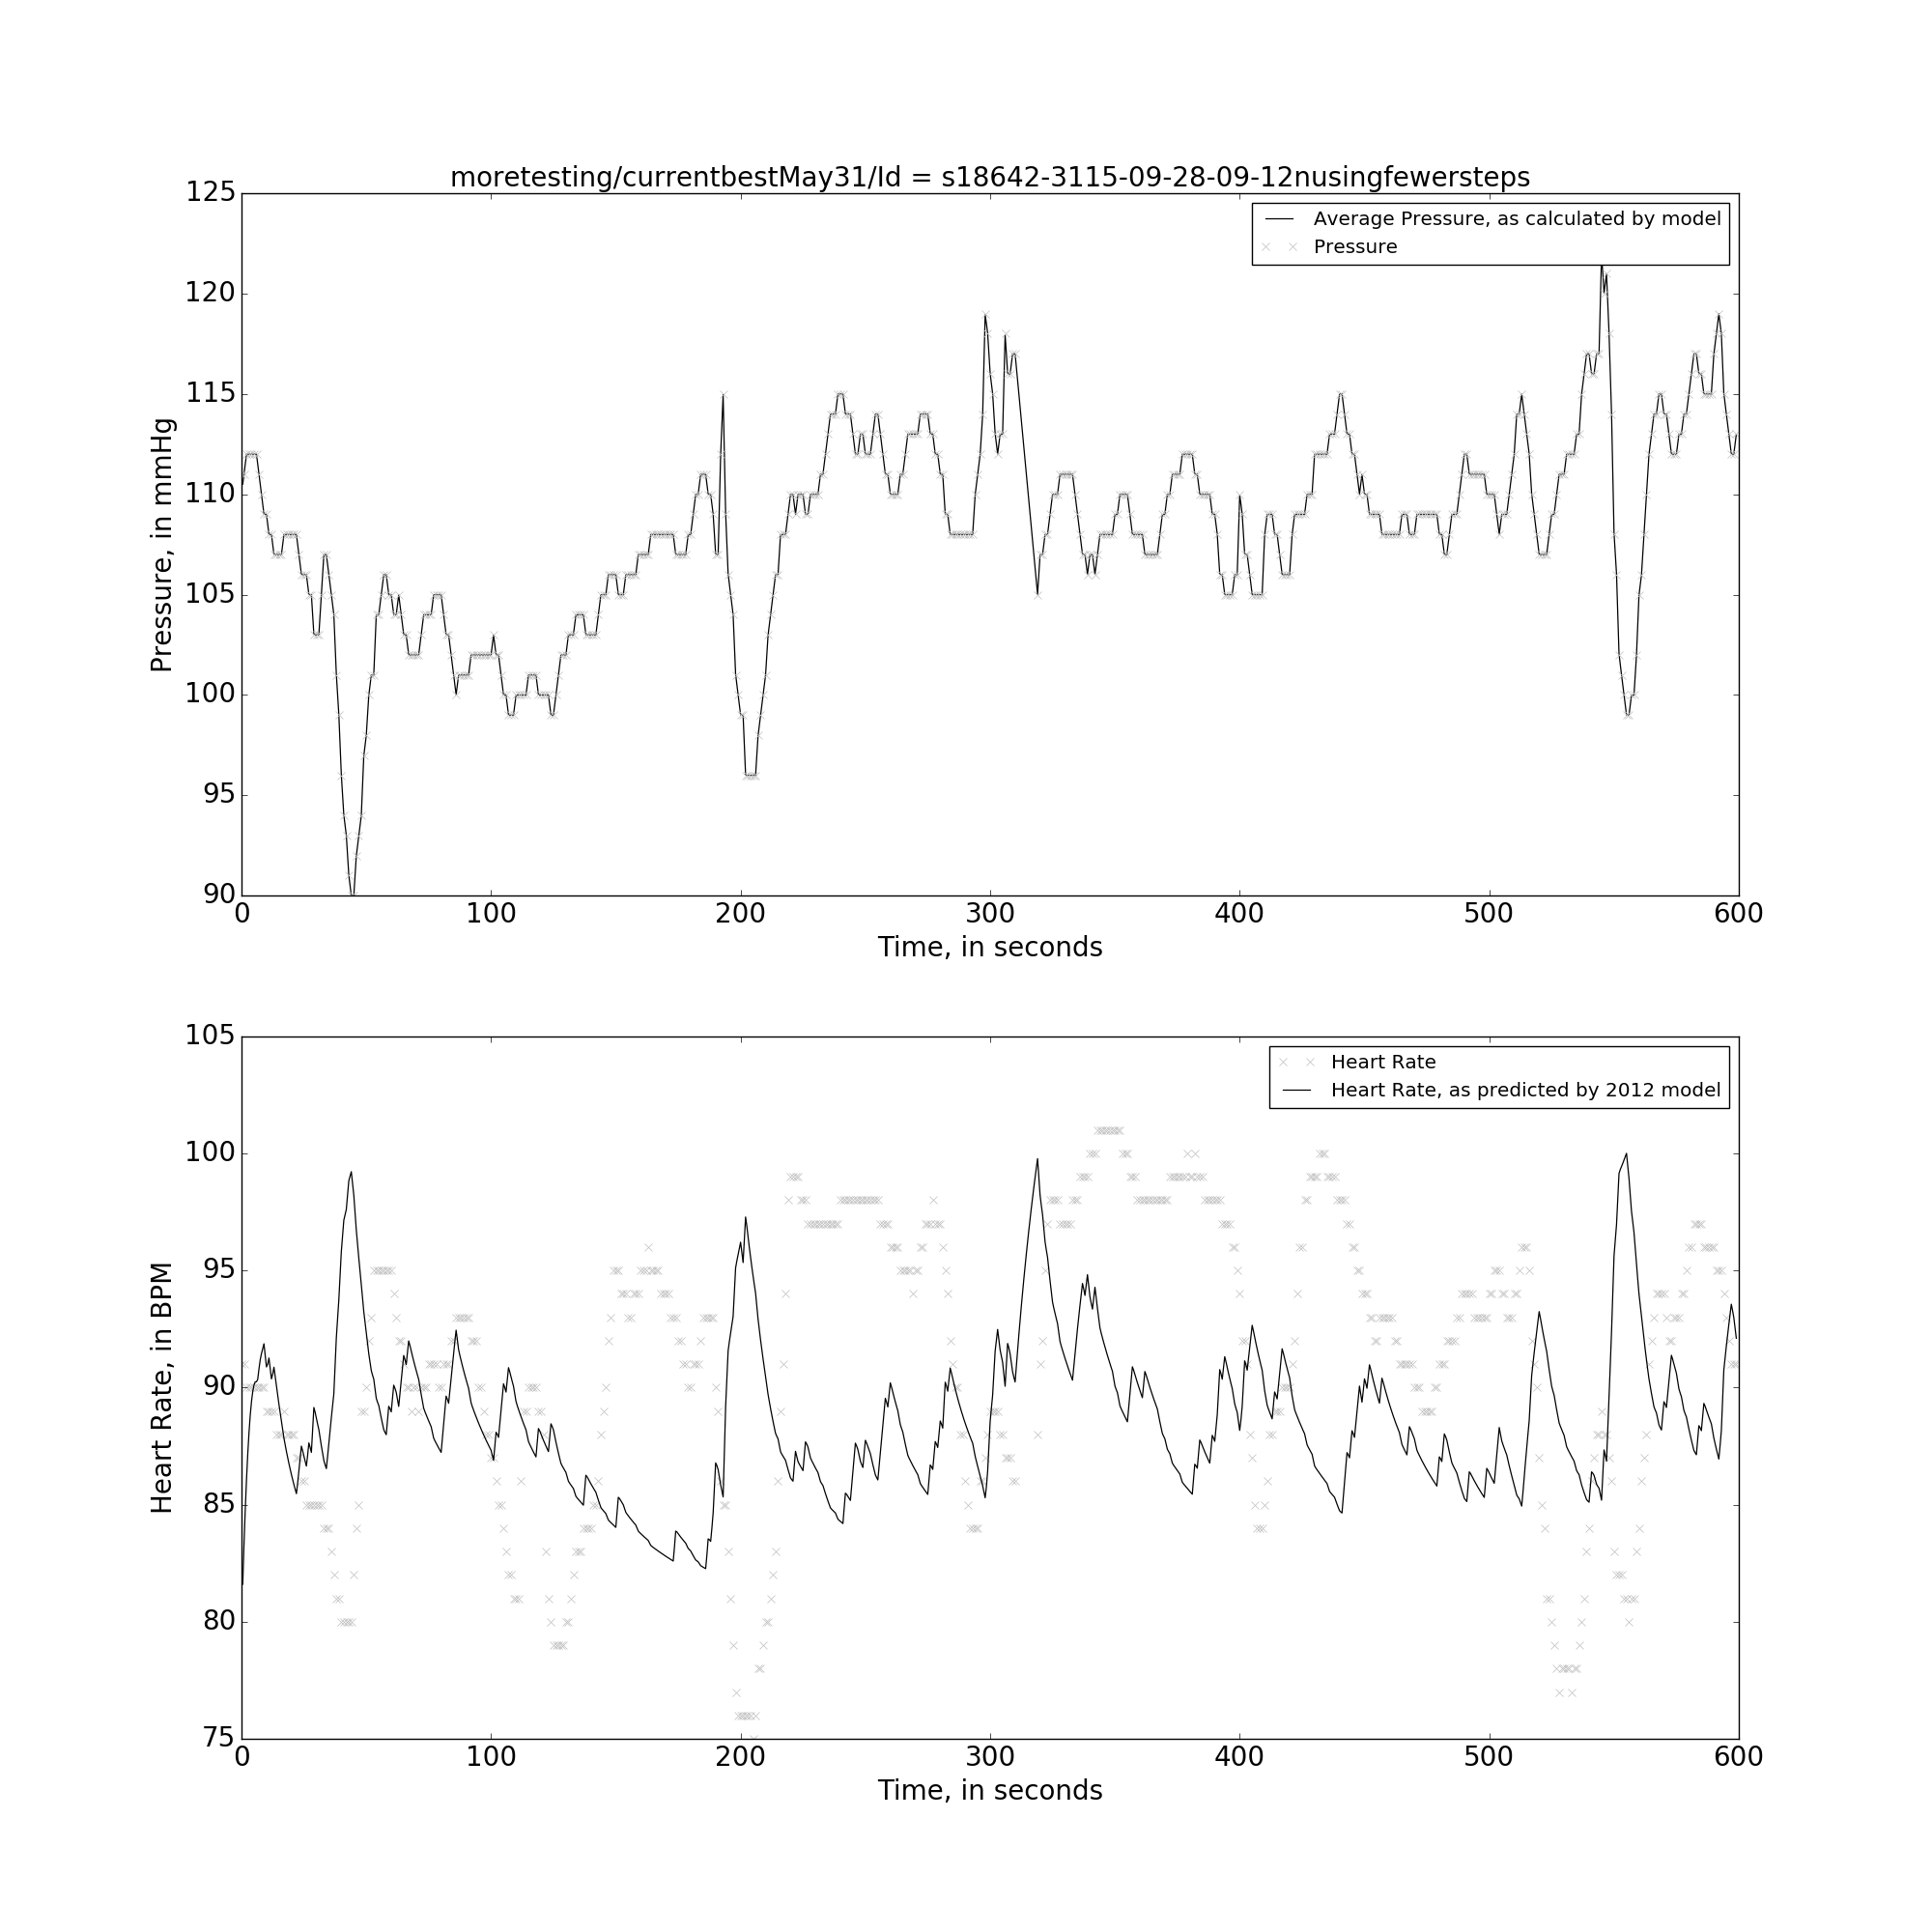 moretesting/currentbestMay31/Id = s18642-3115-09-28-09-12nusingfewersteps
125
120
115
110
105
100
95
90
Pressure, in mmHg
Average Pressure, as calculated by model
Pressure
0 100 200 300 400 500 600
Time, in seconds
105
100
95
90
85
80
75
Heart Rate, in BPM
Heart Rate
Heart Rate, as predicted by 2012 model
0 100 200 300 400 500 600
Time, in seconds